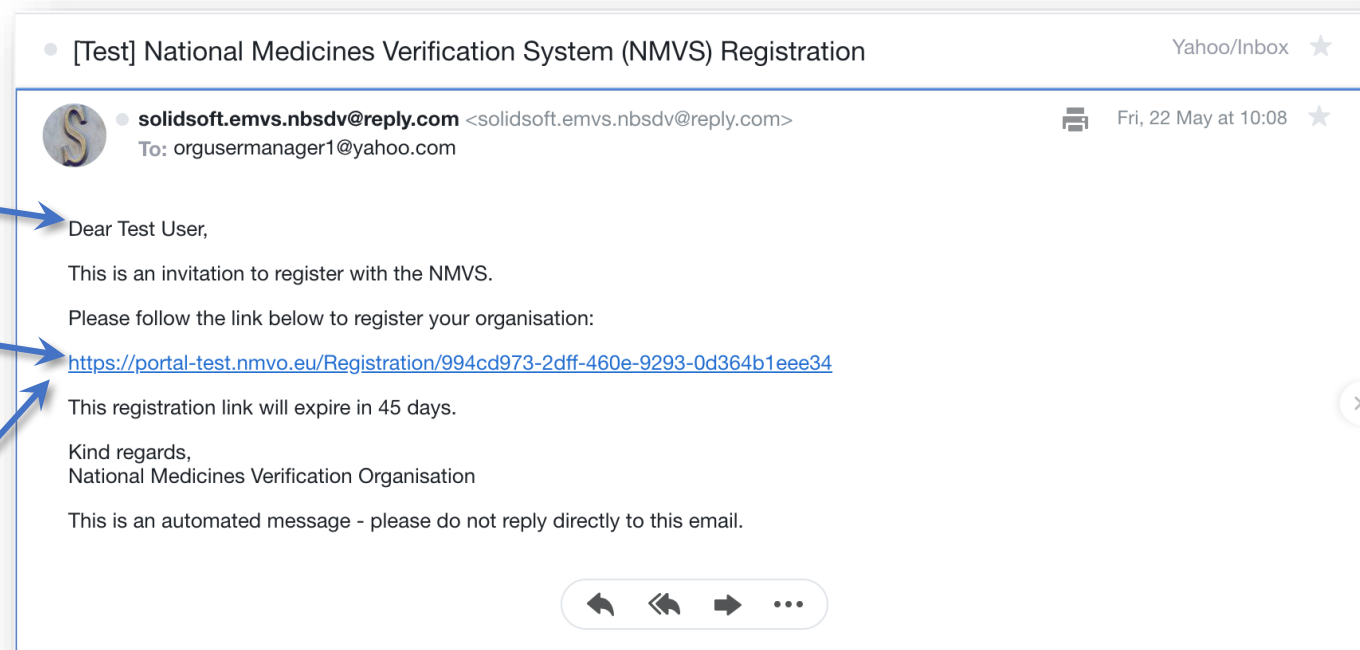 [Test] National Medicines Verification System (NMVS) Registration
Yahoo/Inbox
solidsoft.emvs.nbsdv@reply.com <solidsoft.emvs.nbsdv@reply.com>
Fri, 22 May at 10:08
To: orgusermanager1@yahoo.com
Dear Test User,
This is an invitation to register with the NMVS.
Please follow the link below to register your organisation:
https://portal-test.nmvo.eu/Registration/994cd973-2dff-460e-9293-0d364b1eee34
This registration link will expire in 45 days.
Kind regards,
National Medicines Verification Organisation
This is an automated message - please do not reply directly to this email.